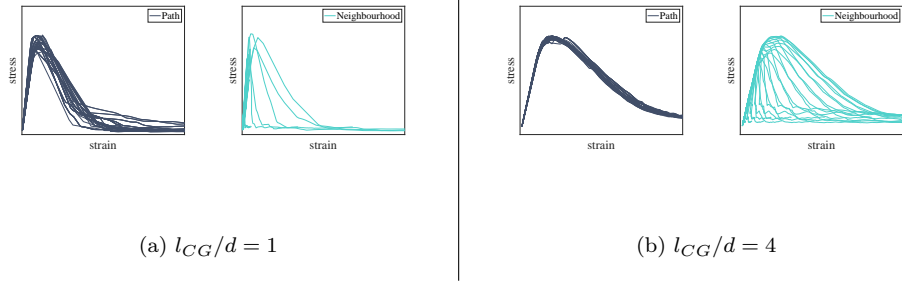 Path
stress
strain
Neighbourhood
stress
strain
(a) l_{CG}/d = 1
Path
stress
strain
Neighbourhood
stress
strain
(b) l_{CG}/d = 4